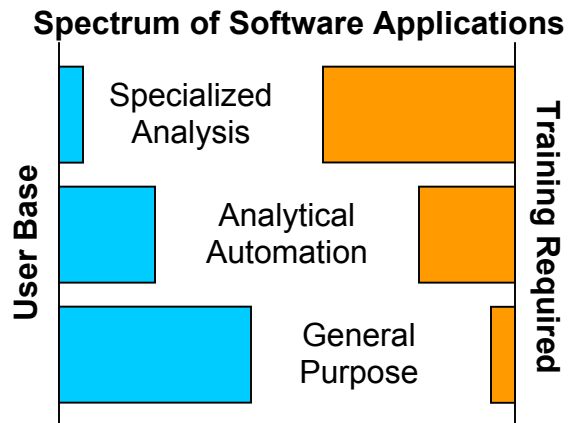 Spectrum of Software Applications
User Base
Specialized
Analysis
Analytical
Automation
General
Purpose
Training Required